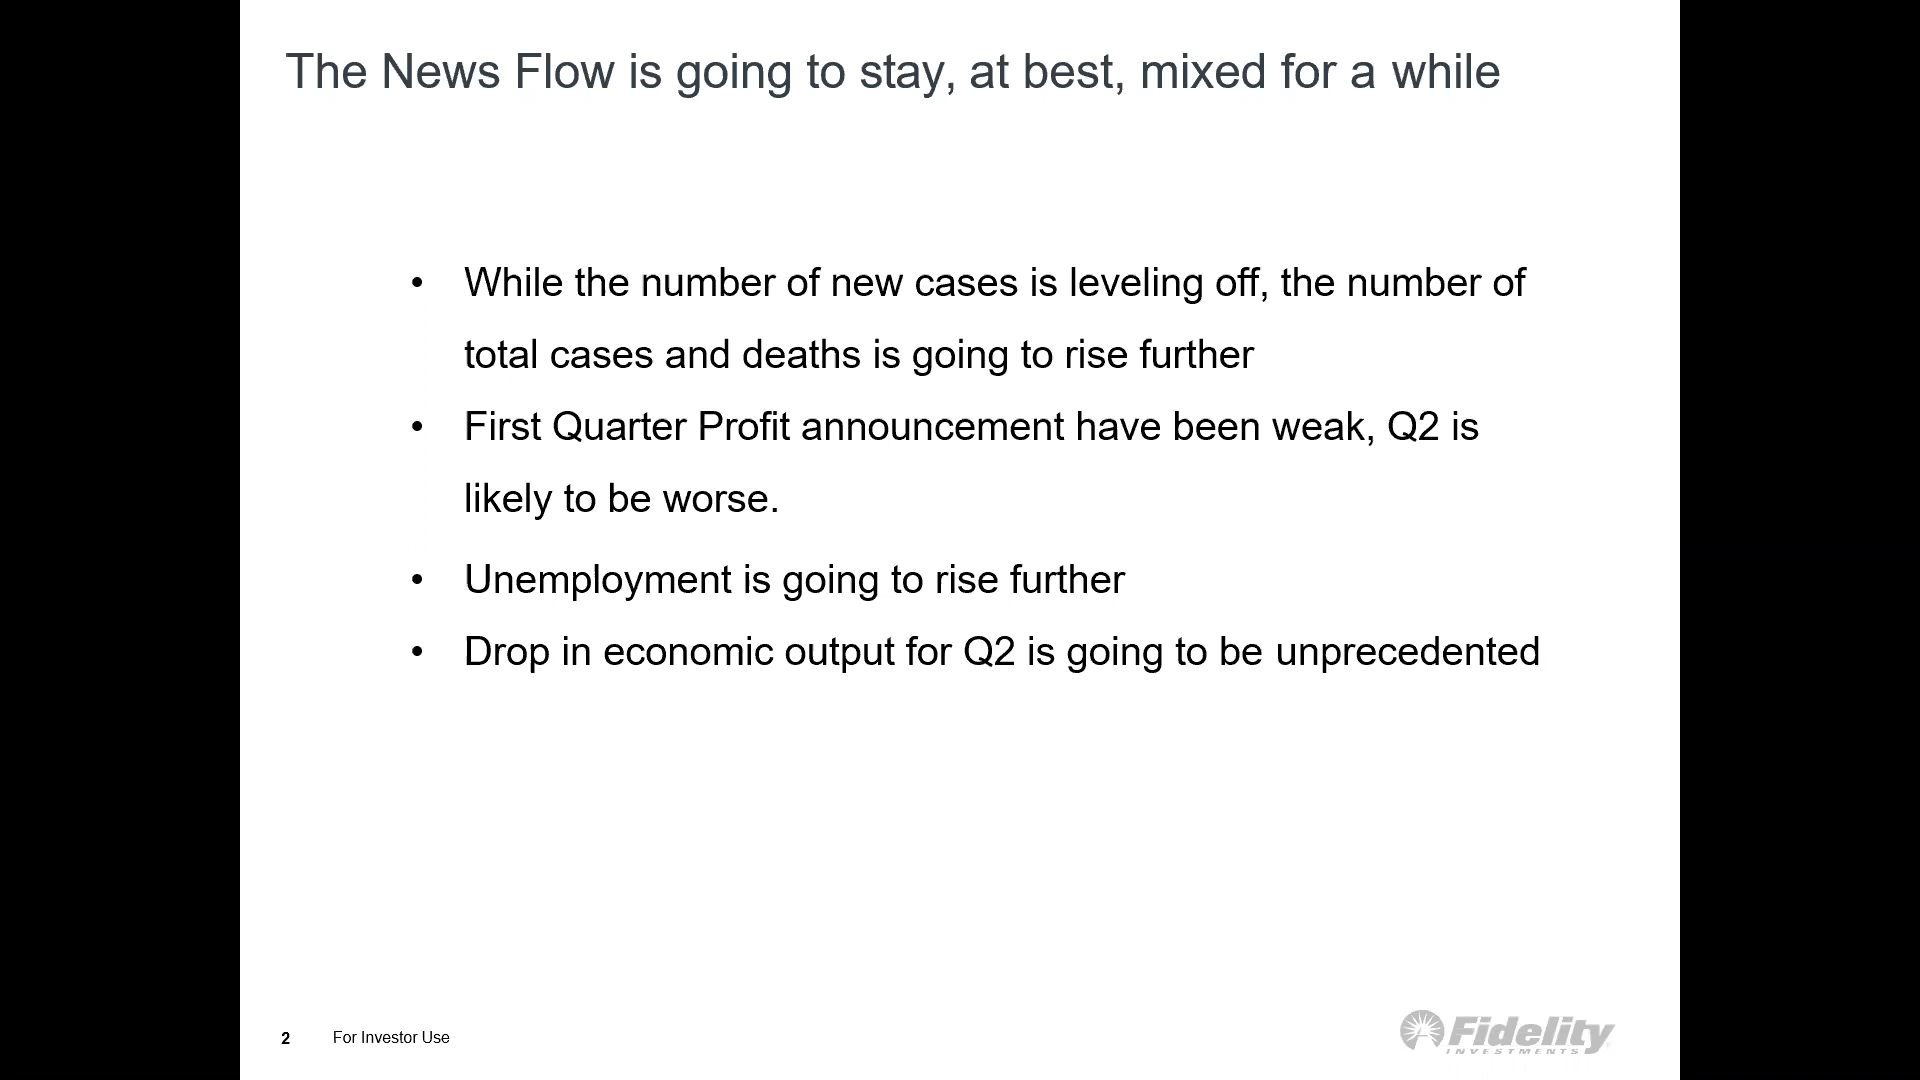 The News Flow is going to stay, at best, mixed for a while
• While the number of new cases is leveling off, the number of
total cases and deaths is going to rise further
• First Quarter Profit announcement have been weak, Q2 is
likely to be worse.
• Unemployment is going to rise further
• Drop in economic output for Q2 is going to be unprecedented
2 For Investor Use
Fidelity
INVESTMENTS